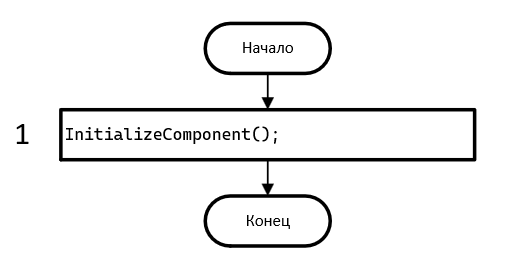 Начало
1
InitializeComponent();
Конец